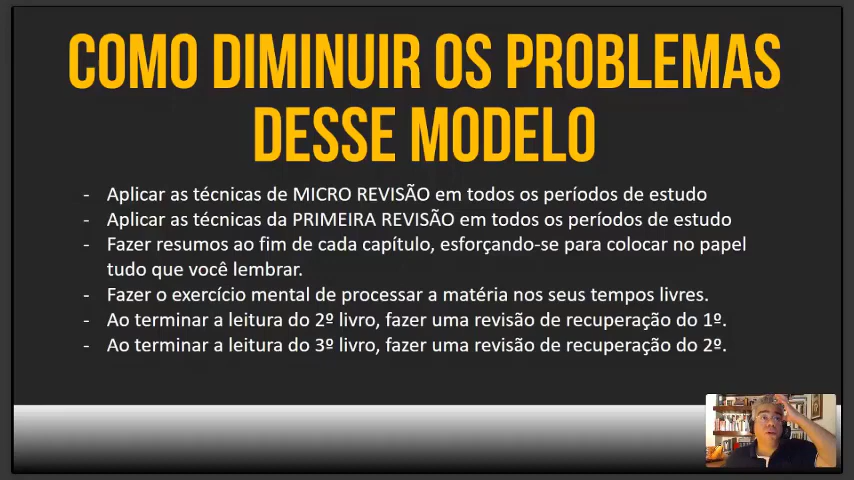 COMO DIMINUIR OS PROBLEMAS
DESSE MODELO
- Aplicar as técnicas de MICRO REVISÃO em todos os períodos de estudo
- Aplicar as técnicas da PRIMEIRA REVISÃO em todos os períodos de estudo
- Fazer resumos ao fim de cada capítulo, esforçando-se para colocar no papel
tudo que você lembrar.
- Fazer o exercício mental de processar a matéria nos seus tempos livres.
- Ao terminar a leitura do 2º livro, fazer uma revisão de recuperação do 1º.
- Ao terminar a leitura do 3º livro, fazer uma revisão de recuperação do 2º.